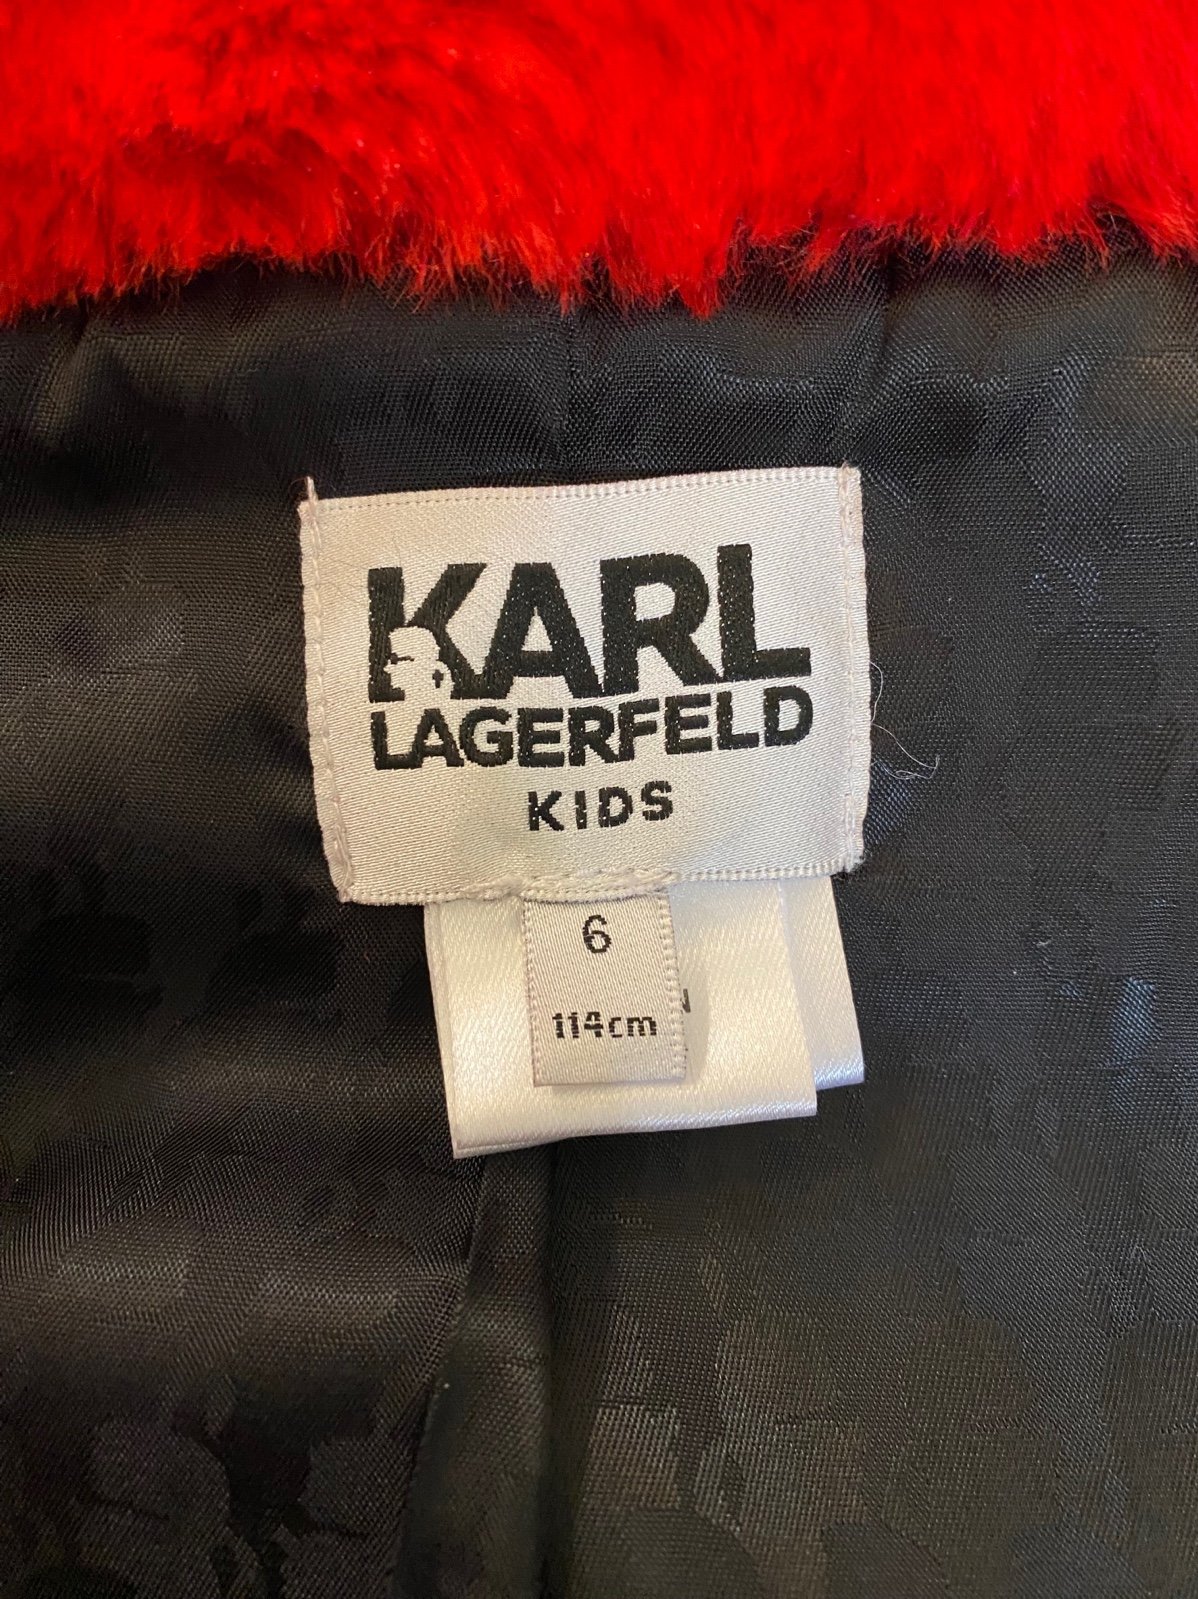 KARL
LAGERFELD
KIDS
6
114cm